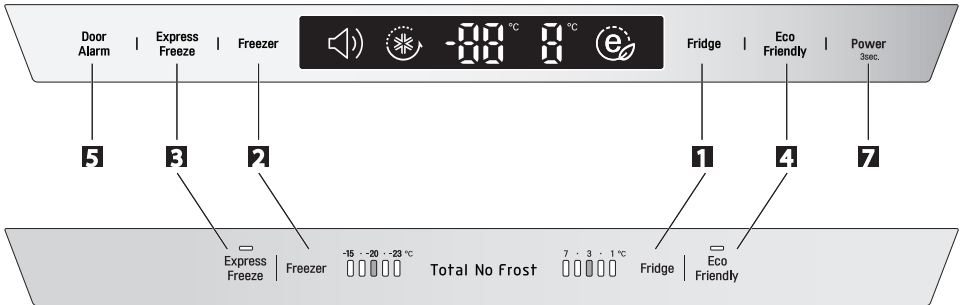 Door
Alarm
Express
Freeze
Freezer
-88 °C
8 °C
e
Fridge
Eco
Friendly
Power
3sec.
5
3
2
1
4
7
Express
Freeze
Freezer
-15 · -20 · -23 °C
Total No Frost
7 · 3 · 1 °C
Fridge
Eco
Friendly